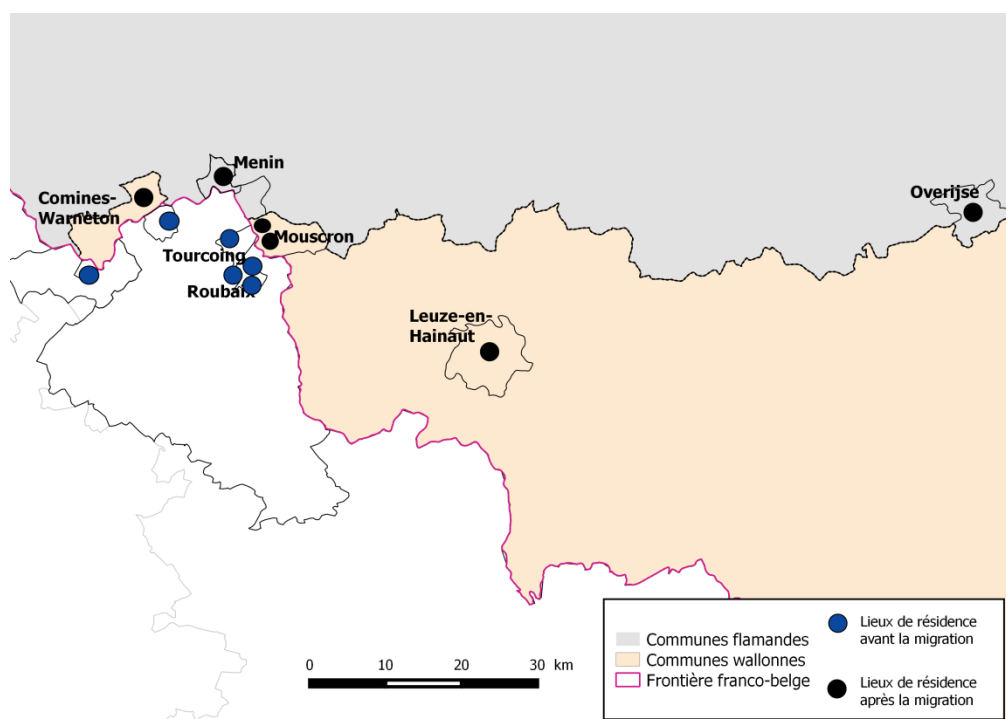 Menin
Comines-
Warneton
Overijse
Mouscron
Tourcoing
Roubaix
Leuze-en-
Hainaut
Communes flamandes
Communes wallonnes
Frontière franco-belge
Lieux de résidence
avant la migration
Lieux de résidence
après la migration
0 10 20 30 km